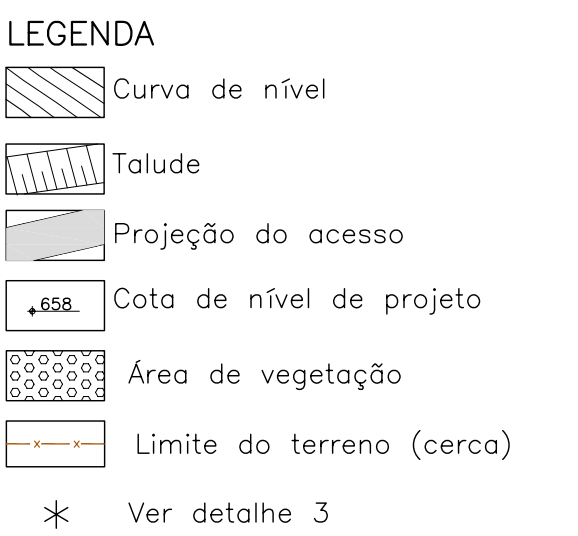 LEGENDA
Curva de nível
Talude
Projeção do acesso
658 Cota de nível de projeto
Área de vegetação
x x Limite do terreno (cerca)
Ver detalhe 3